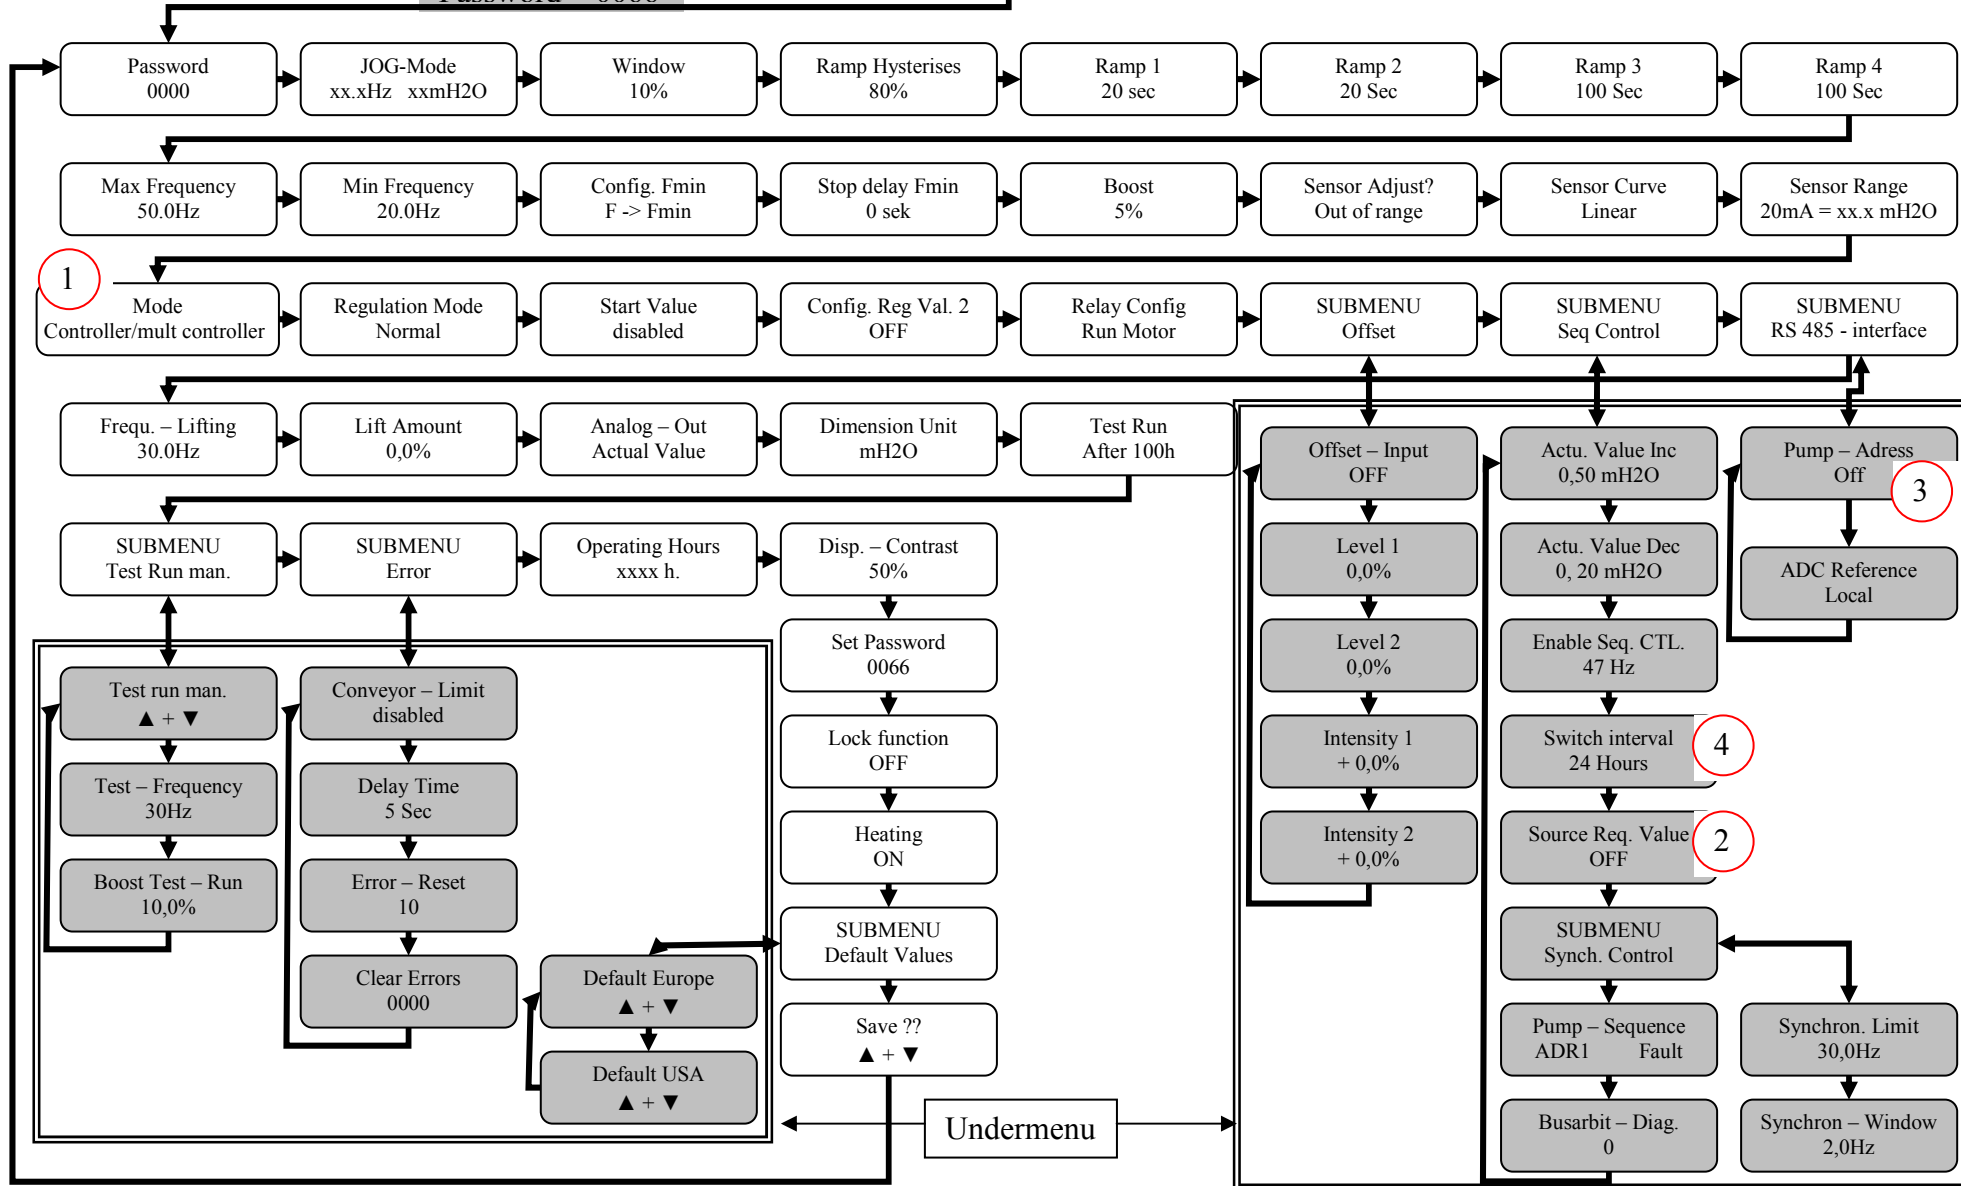 Password
0000
JOG-Mode
xx.xHz xxmH2O
Window
10%
Ramp Hysterises
80%
Ramp 1
20 sec
Ramp 2
20 Sec
Ramp 3
100 Sec
Ramp 4
100 Sec
Max Frequency
50.0Hz
Min Frequency
20.0Hz
Config. Fmin
F -> Fmin
Stop delay Fmin
0 sek
Boost
5%
Sensor Adjust?
Out of range
Sensor Curve
Linear
Sensor Range
20mA = xx.x mH2O
1
Mode
Controller/mult controller
Regulation Mode
Normal
Start Value
disabled
Config. Reg Val. 2
OFF
Relay Config
Run Motor
SUBMENU
Offset
SUBMENU
Seq Control
SUBMENU
RS 485 - interface
Frequ. – Lifting
30.0Hz
Lift Amount
0,0%
Analog – Out
Actual Value
Dimension Unit
mH2O
Test Run
After 100h
SUBMENU
Test Run man.
SUBMENU
Error
Operating Hours
xxxx h.
Disp. – Contrast
50%
Set Password
0066
Lock function
OFF
Heating
ON
SUBMENU
Default Values
Save ??
▲ + ▼
Test run man.
▲ + ▼
Test – Frequency
30Hz
Boost Test – Run
10,0%
Conveyor – Limit
disabled
Delay Time
5 Sec
Error – Reset
10
Clear Errors
0000
Default Europe
▲ + ▼
Default USA
▲ + ▼
Undermenu
Offset – Input
OFF
Level 1
0,0%
Level 2
0,0%
Intensity 1
+ 0,0%
Intensity 2
+ 0,0%
Actu. Value Inc
0,50 mH2O
Actu. Value Dec
0, 20 mH2O
Enable Seq. CTL.
47 Hz
Switch interval
24 Hours
4
Source Req. Value
OFF
2
SUBMENU
Synch. Control
Pump – Sequence
ADR1 Fault
Busarbit – Diag.
0
Pump – Adress
Off
3
ADC Reference
Local
Synchron. Limit
30,0Hz
Synchron – Window
2,0Hz